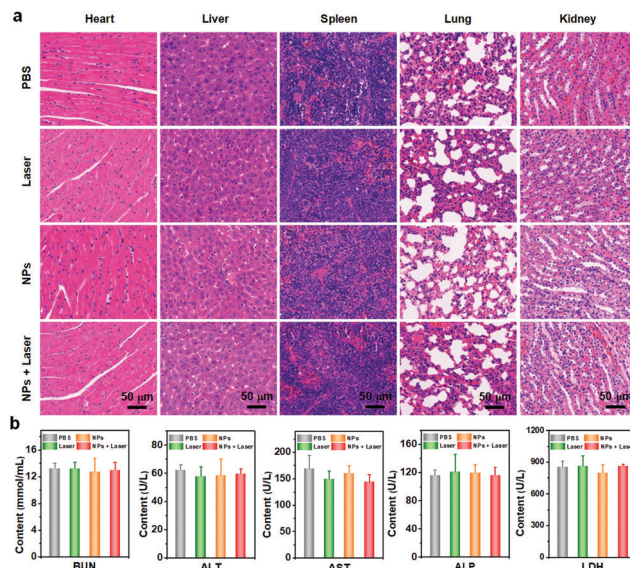 a
Heart Liver Spleen Lung Kidney
PBS
Laser
NPs
NPs + Laser
50 μm 50 μm 50 μm 50 μm 50 μm
b
PBS NPs
Laser NPs + Laser
Content (mmol/mL)
16
12
8
4
0
BUN
PBS NPs
Laser NPs + Laser
Content (U/L)
80
60
40
20
0
ALT
PBS NPs
Laser NPs + Laser
Content (U/L)
200
150
100
50
0
AST
PBS NPs
Laser NPs + Laser
Content (U/L)
160
120
80
40
0
ALP
PBS NPs
Laser NPs + Laser
Content (U/L)
1200
900
600
300
0
LDH